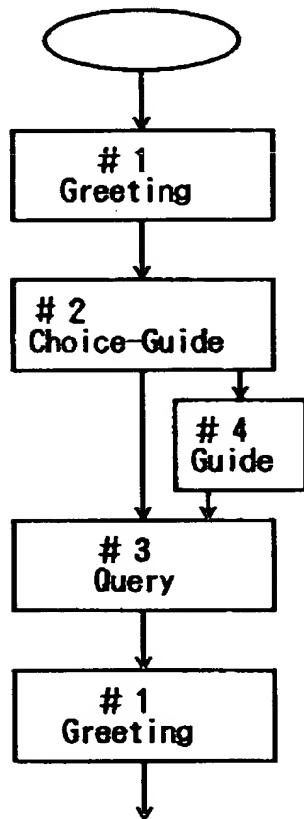 # 1
Greeting
# 2
Choice-Guide
# 4
Guide
# 3
Query
# 1
Greeting